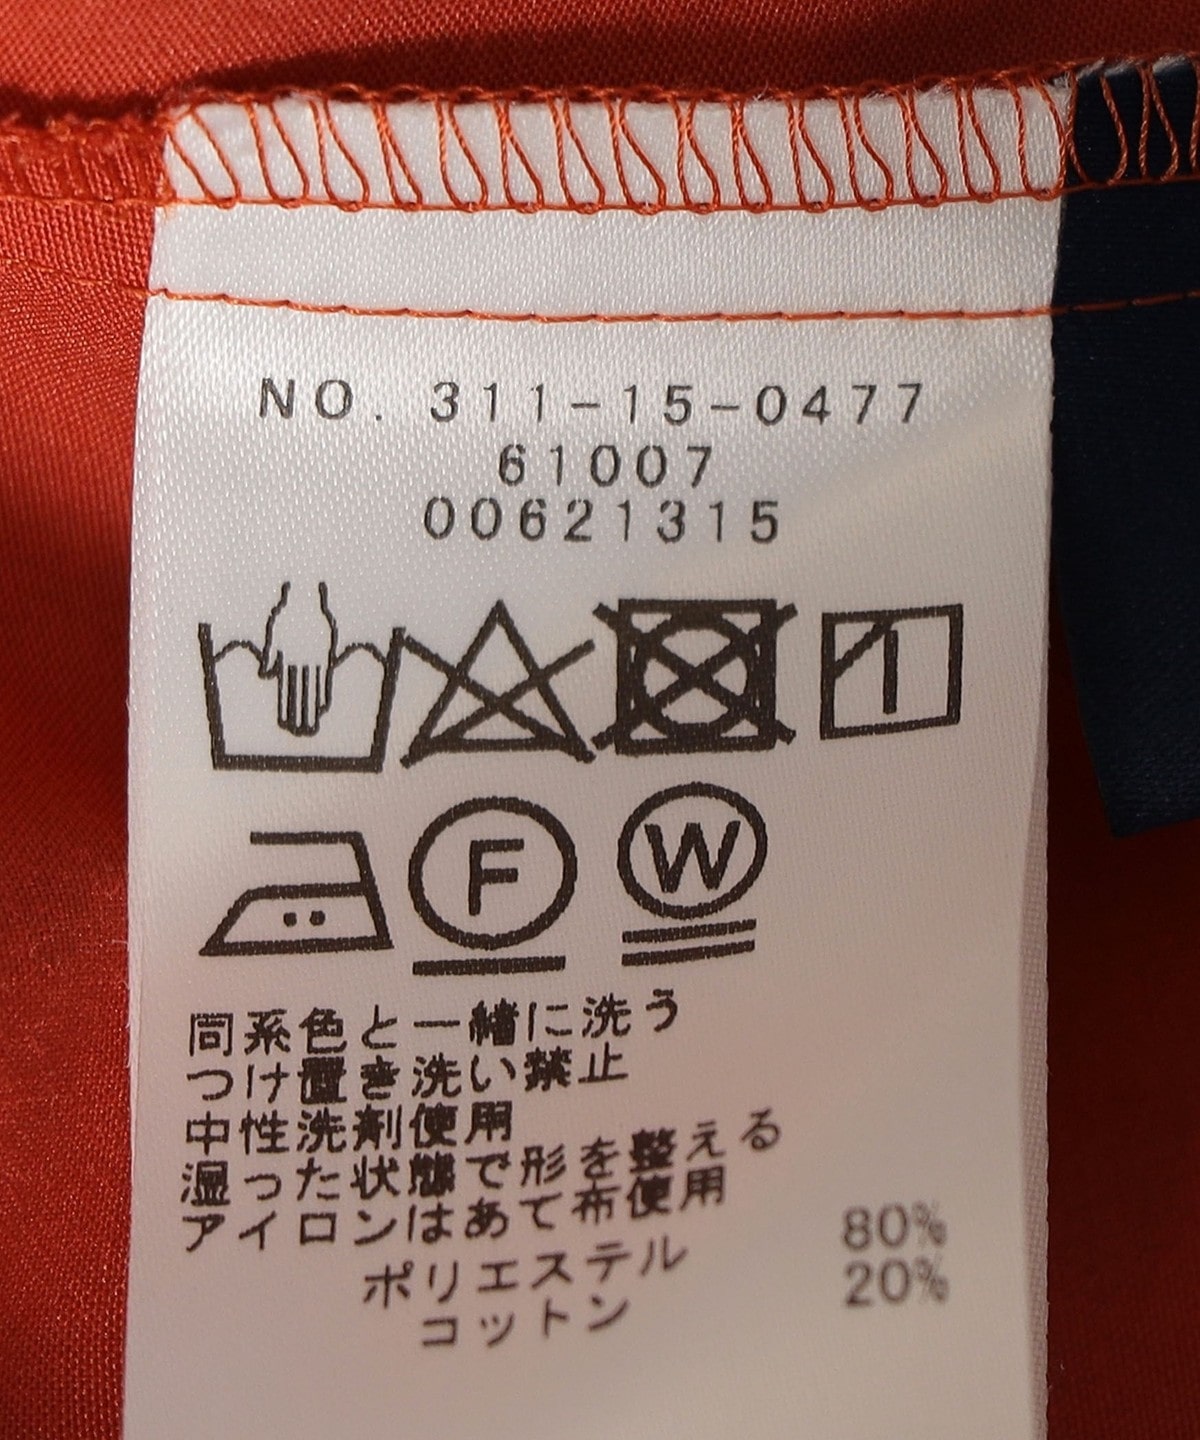 NO. 311-15-0477
61007
00621315
F
W
同系色と一緒に洗う
つけ置き洗い禁止
中性洗剤使用
湿った状態で形を整える
アイロンはあて布使用
ポリエステル 80%
コットン 20%